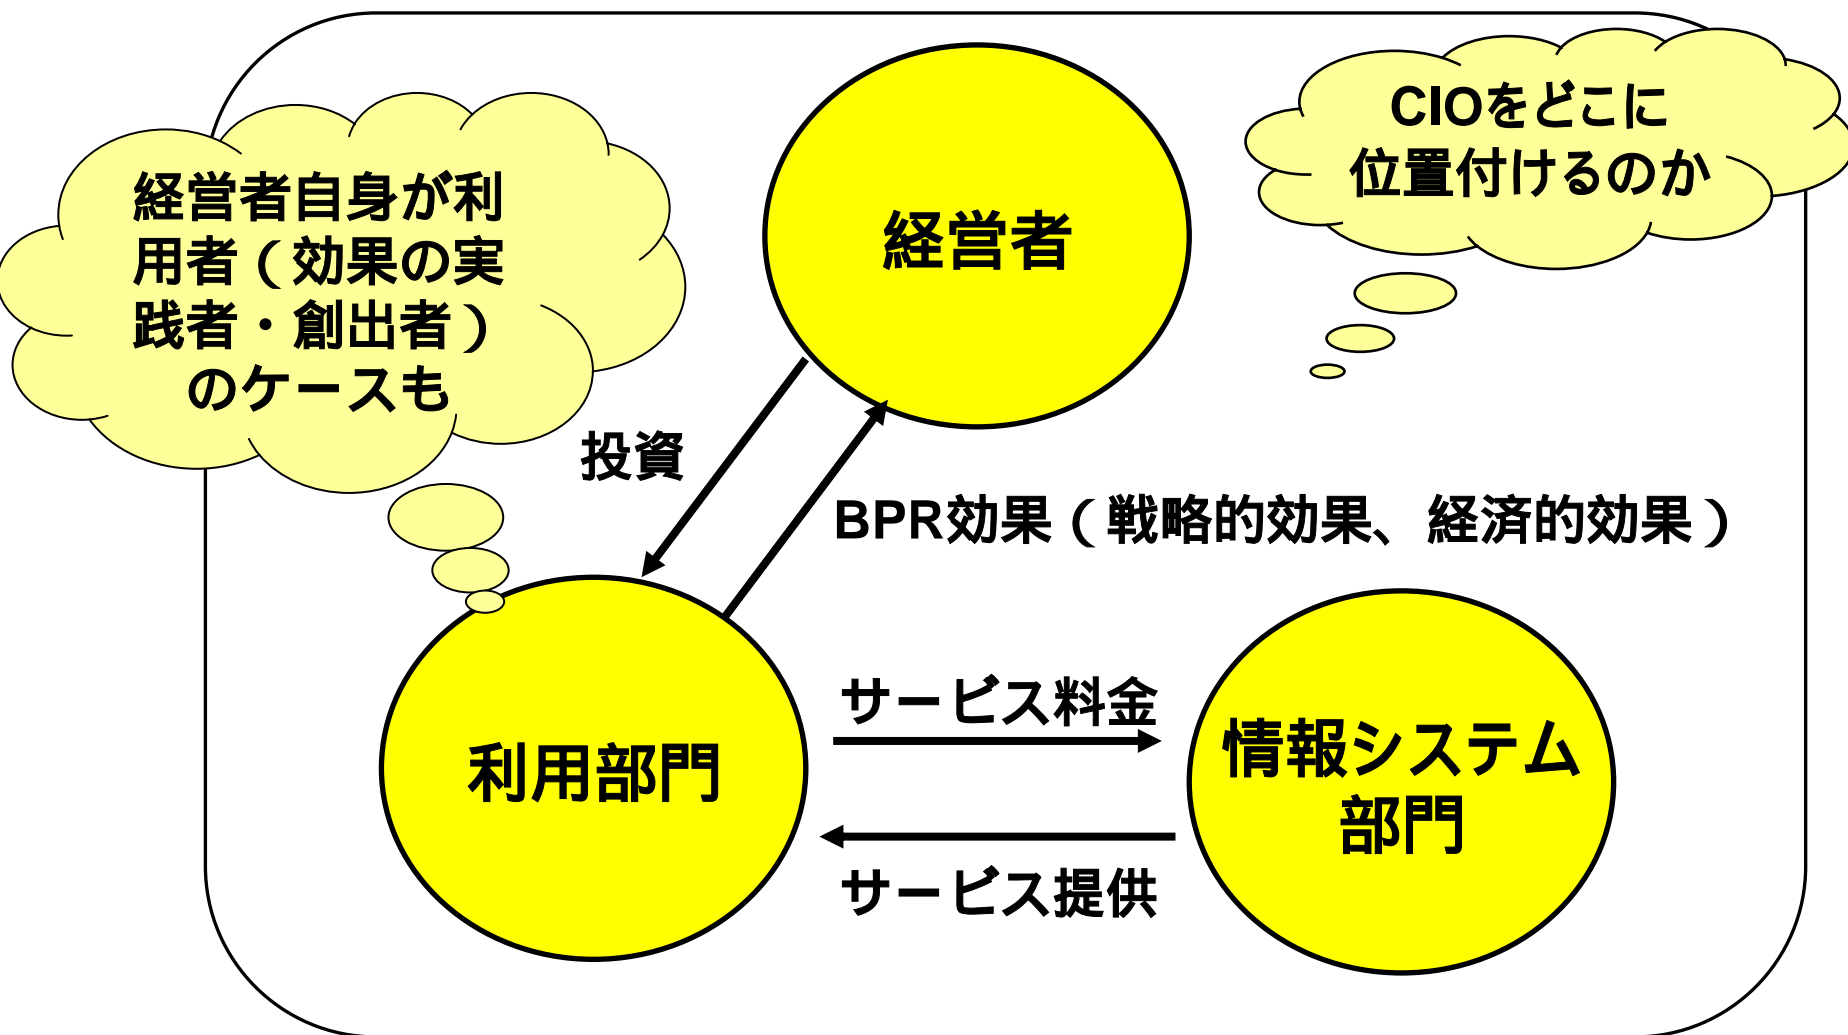 CIOをどこに
位置付けるのか
経営者自身が利
用者（効果の実
践者・創出者）
のケースも
経営者
投資
BPR効果（戦略的効果、経済的効果）
利用部門
サービス料金
サービス提供
情報システム
部門